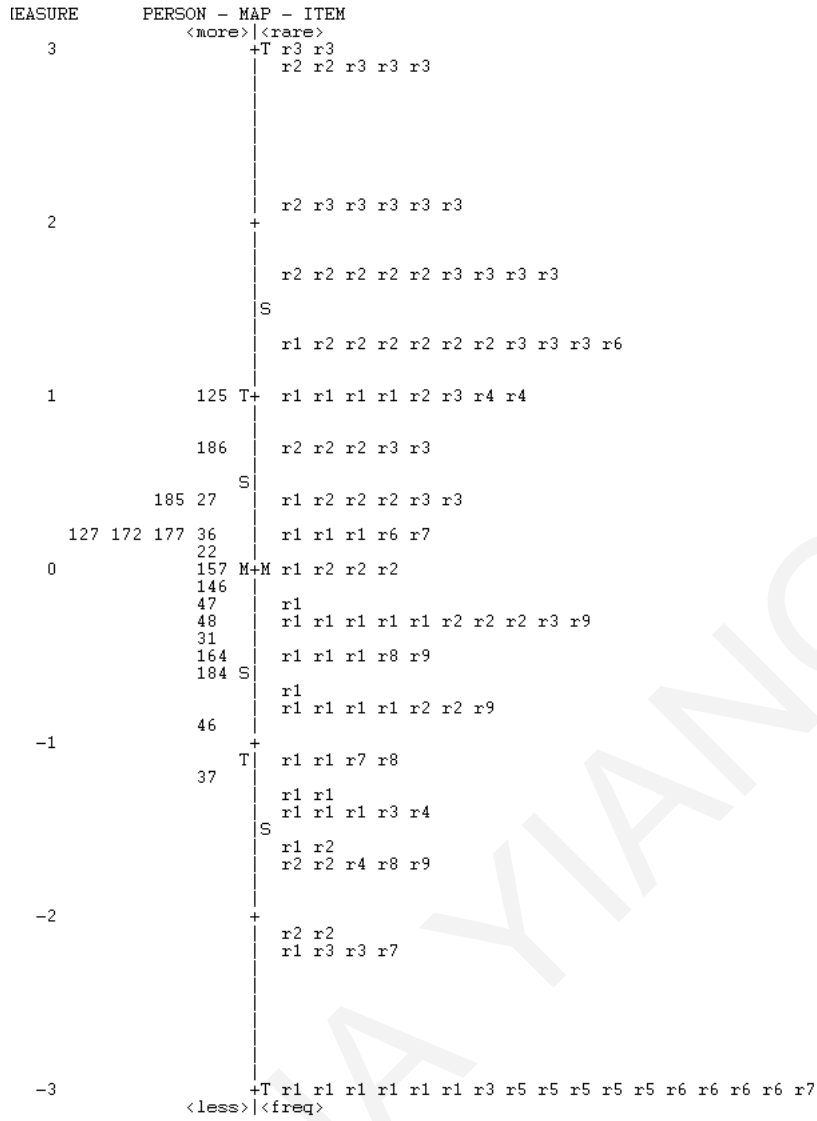 IEASURE PERSON - MAP - ITEM
<more>|<rare>
3 +T r3 r3
| r2 r2 r3 r3 r3
|
|
|
|
|
|
|
| r2 r3 r3 r3 r3 r3
2 +
|
|
| r2 r2 r2 r2 r2 r3 r3 r3 r3
|
|S
|
| r1 r2 r2 r2 r2 r2 r2 r3 r3 r3 r6
|
|
1 125 T+ r1 r1 r1 r1 r2 r3 r4 r4
|
|
186 | r2 r2 r2 r3 r3
|
S|
185 27 | r1 r2 r2 r2 r3 r3
|
127 172 177 36 | r1 r1 r1 r6 r7
22 |
0 157 M+M r1 r2 r2 r2
146 |
47 | r1
48 | r1 r1 r1 r1 r1 r2 r2 r2 r3 r9
31 |
164 | r1 r1 r1 r8 r9
184 S|
| r1
| r1 r1 r1 r1 r2 r2 r9
46 |
-1 +
T| r1 r1 r7 r8
37 |
| r1 r1
| r1 r1 r1 r3 r4
|S
| r1 r2
| r2 r2 r4 r8 r9
|
|
-2 +
| r2 r2
| r1 r3 r3 r7
|
|
|
|
|
|
|
-3 +T r1 r1 r1 r1 r1 r1 r3 r5 r5 r5 r5 r5 r6 r6 r6 r6 r7
<less>|<freq>